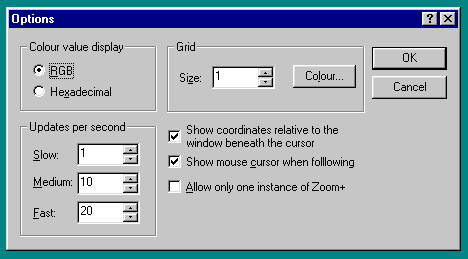 Options
Colour value display
RGB
Hexadecimal
Grid
Size: 1
Colour...
OK
Cancel
Updates per second
Slow: 1
Medium: 10
Fast: 20
Show coordinates relative to the
window beneath the cursor
Show mouse cursor when folllowing
Allow only one instance of Zoom+